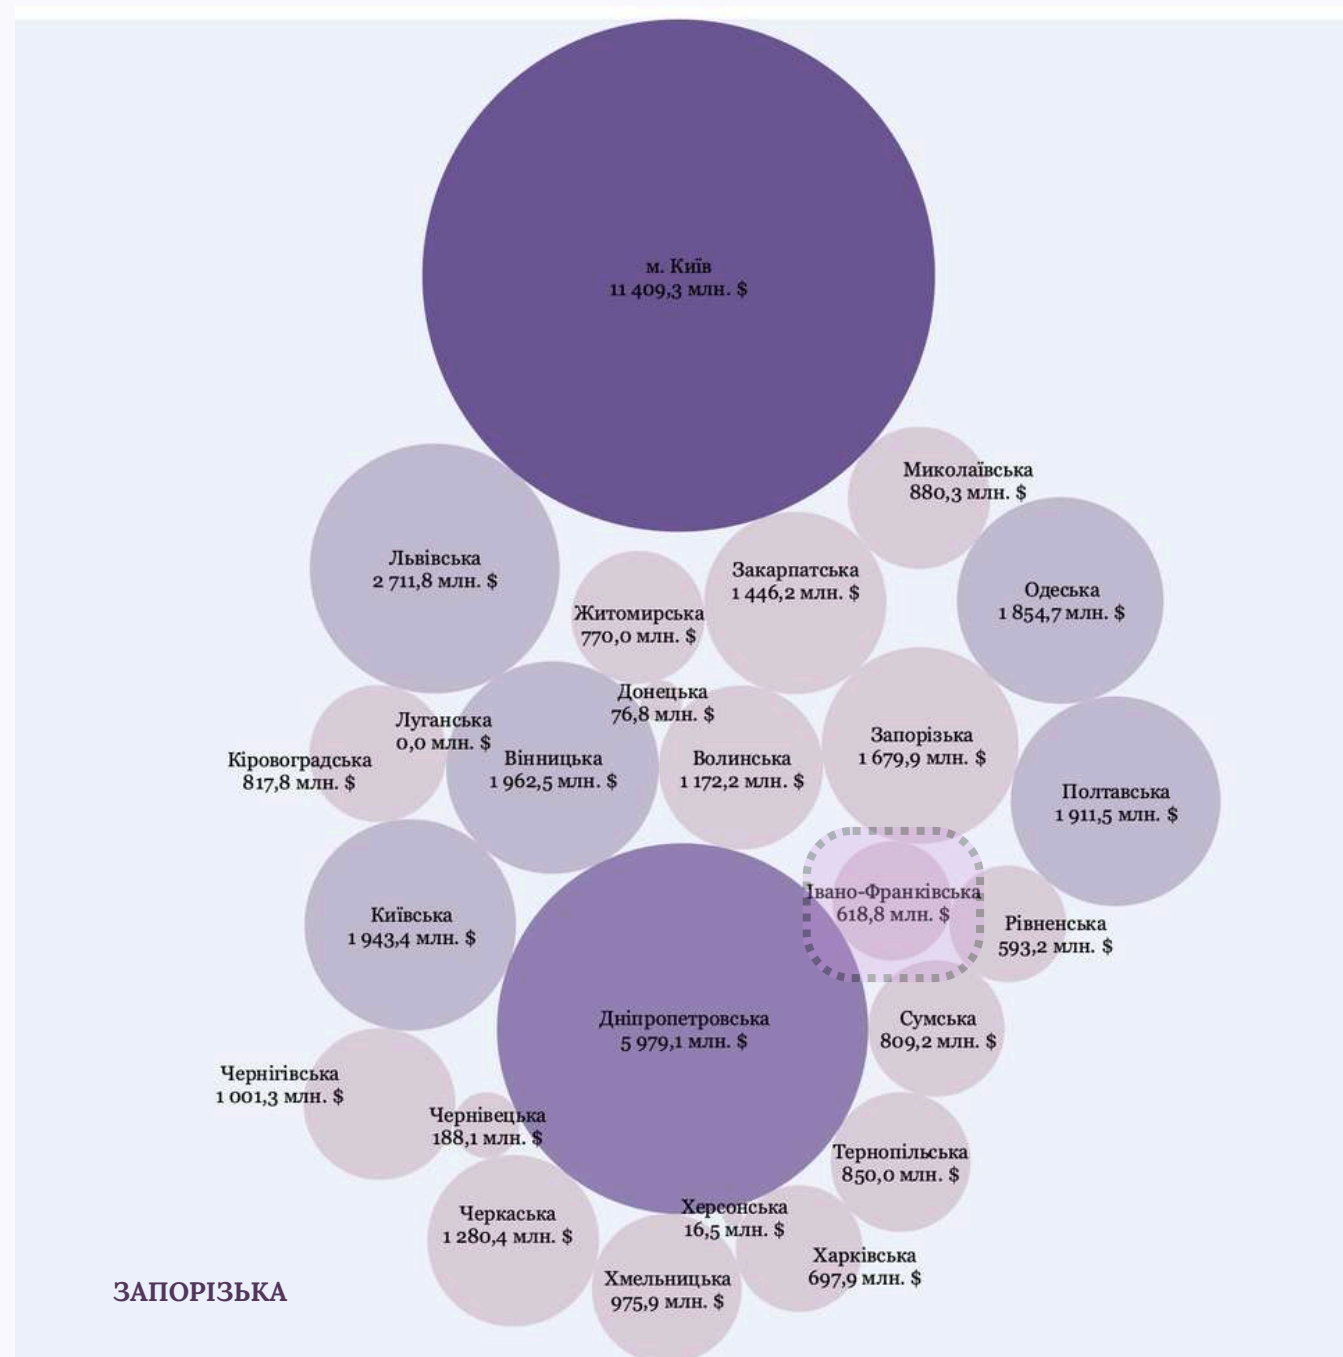 м. Київ
11 409,3 млн. $
Миколаївська
880,3 млн. $
Львівська
2 711,8 млн. $
Закарпатська
1 446,2 млн. $
Одеська
1 854,7 млн. $
Житомирська
770,0 млн. $
Донецька
76,8 млн. $
Луганська
0,0 млн. $
Кіровоградська
817,8 млн. $
Вінницька
1 962,5 млн. $
Волинська
1 172,2 млн. $
Запорізька
1 679,9 млн. $
Полтавська
1 911,5 млн. $
Івано-Франківська
618,8 млн. $
Київська
1 943,4 млн. $
Рівненська
593,2 млн. $
Дніпропетровська
5 979,1 млн. $
Сумська
809,2 млн. $
Чернігівська
1 001,3 млн. $
Чернівецька
188,1 млн. $
Тернопільська
850,0 млн. $
Черкаська
1 280,4 млн. $
Херсонська
16,5 млн. $
Харківська
697,9 млн. $
Хмельницька
975,9 млн. $
ЗАПОРІЗЬКА